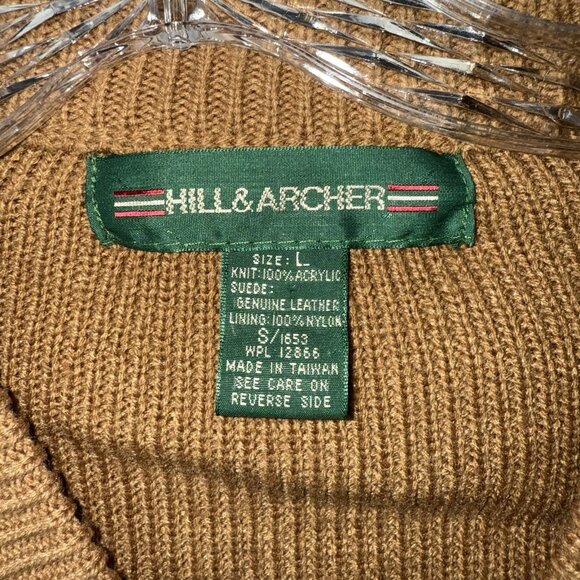 HILL&ARCHER
SIZE: L
KNIT:100% ACRYLIC
SUEDE:
GENUINE LEATHER
LINING:100% NYLON
S/1653
WPL 12866
MADE IN TAIWAN
SEE CARE ON
REVERSE SIDE